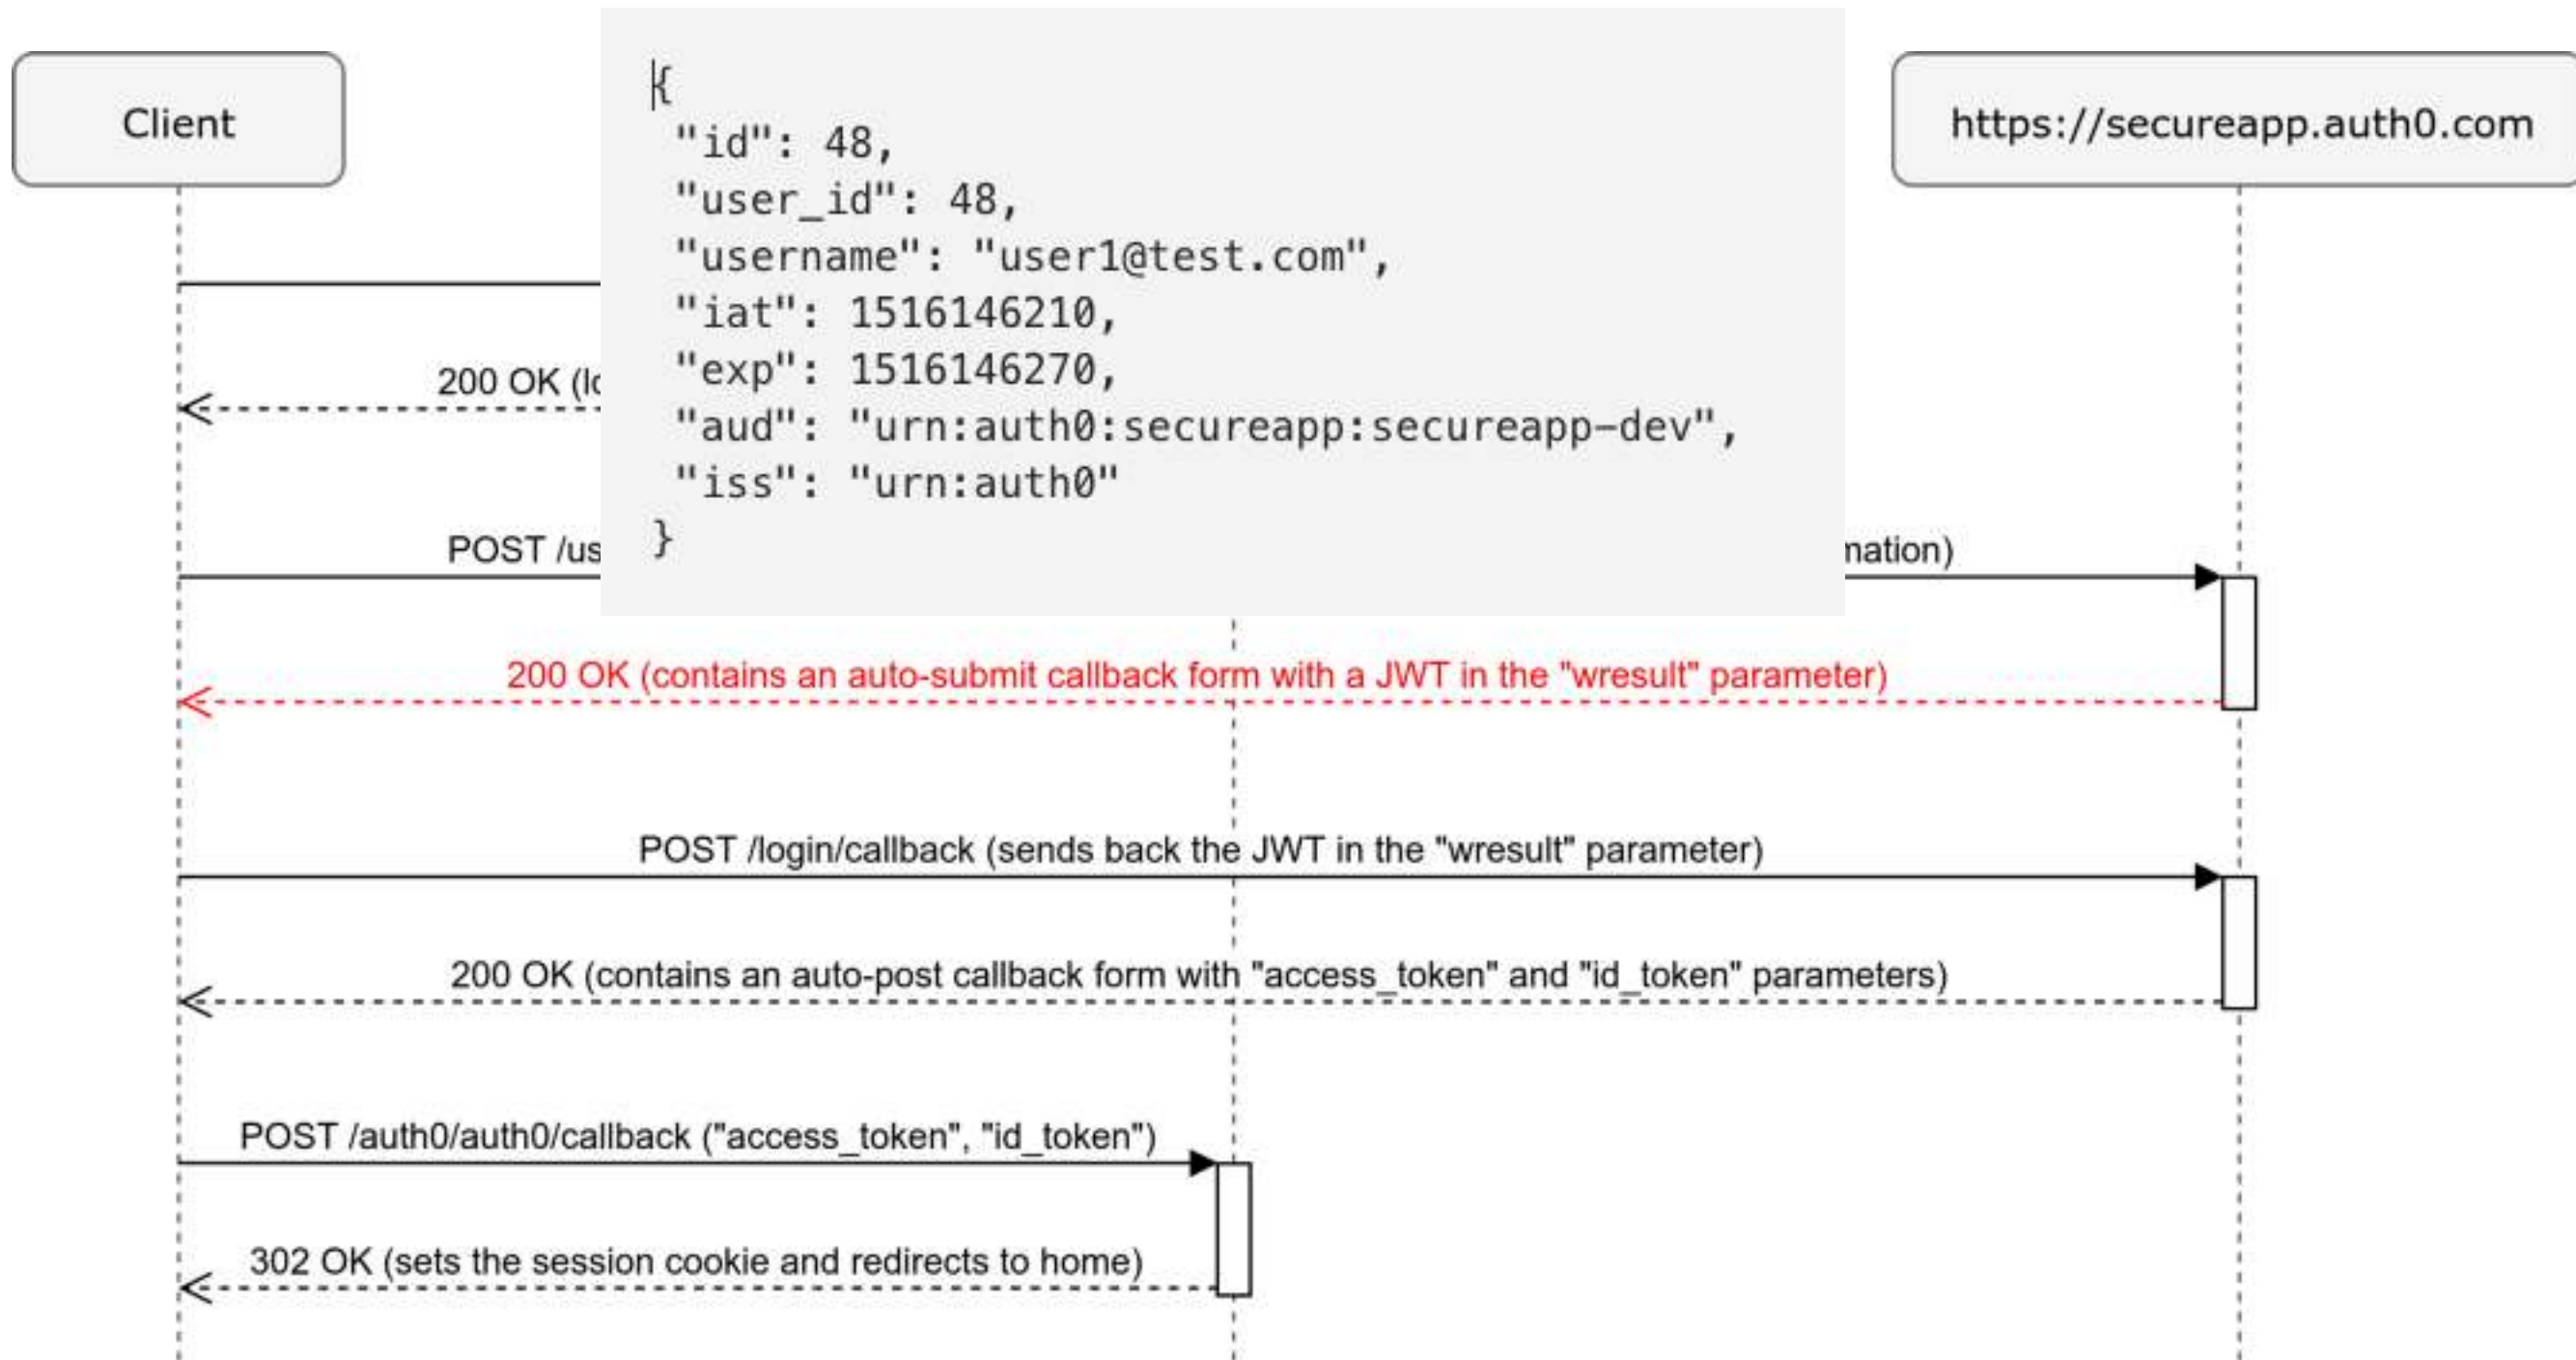 Client
https://secureapp.auth0.com
{
"id": 48,
"user_id": 48,
"username": "user1@test.com",
"iat": 1516146210,
"exp": 1516146270,
"aud": "urn:auth0:secureapp:secureapp-dev",
"iss": "urn:auth0"
}
200 OK
POST
200 OK (contains an auto-submit callback form with a JWT in the "wresult" parameter)
POST /login/callback (sends back the JWT in the "wresult" parameter)
200 OK (contains an auto-post callback form with "access_token" and "id_token" parameters)
POST /auth0/auth0/callback ("access_token", "id_token")
302 OK (sets the session cookie and redirects to home)